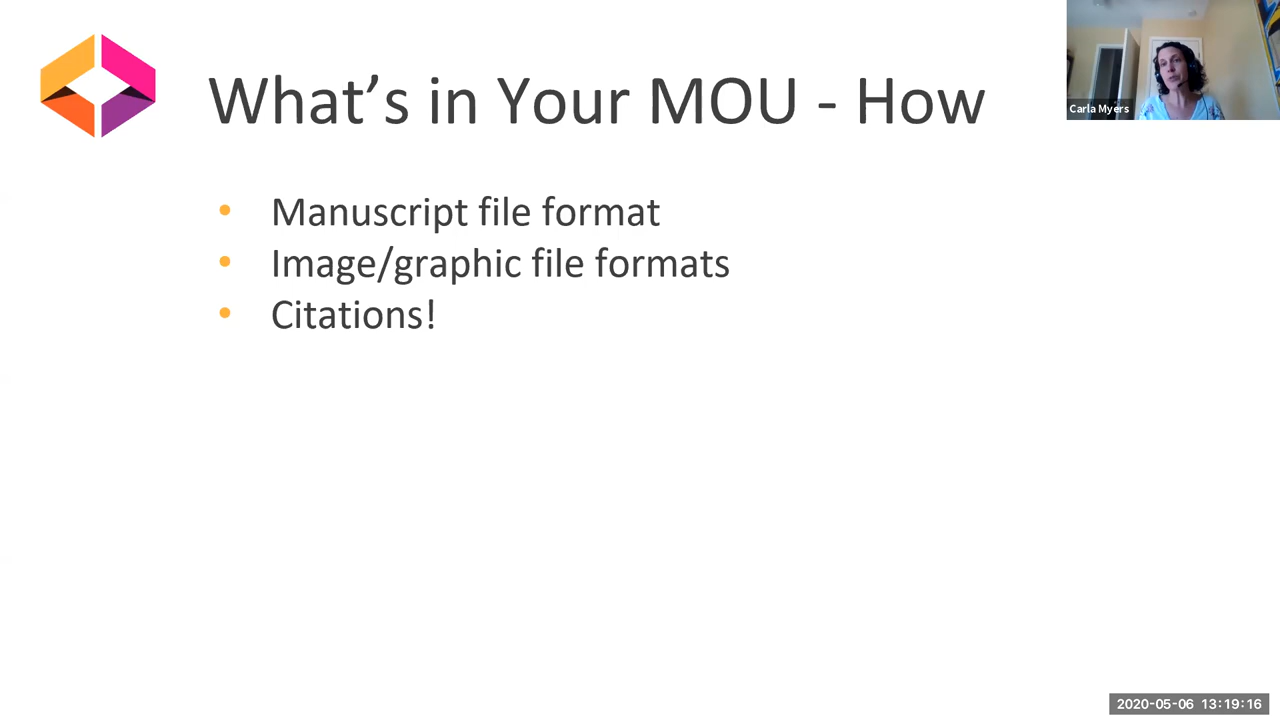 What's in Your MOU - How
Carla Myers
• Manuscript file format
• Image/graphic file formats
• Citations!
2020-05-06 13:19:16